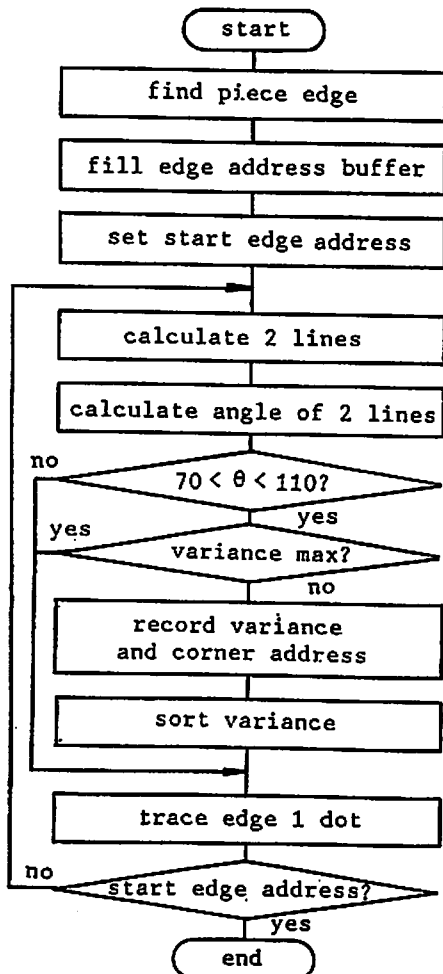 start
find piece edge
fill edge address buffer
set start edge address
calculate 2 lines
calculate angle of 2 lines
no
70 < θ < 110?
yes
yes
variance max?
no
record variance
and corner address
sort variance
trace edge 1 dot
no
start edge address?
yes
end